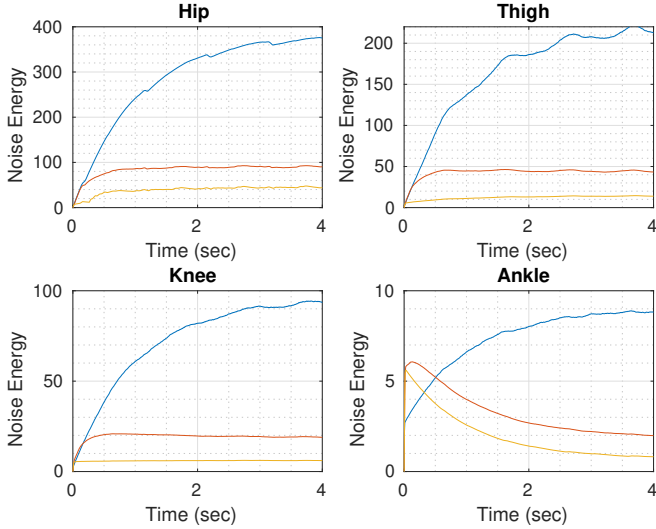 Hip
Noise Energy
400
300
200
100
0
0 2 4
Time (sec)
Thigh
Noise Energy
200
150
100
50
0
0 2 4
Time (sec)
Knee
Noise Energy
100
50
0
0 2 4
Time (sec)
Ankle
Noise Energy
10
5
0
0 2 4
Time (sec)